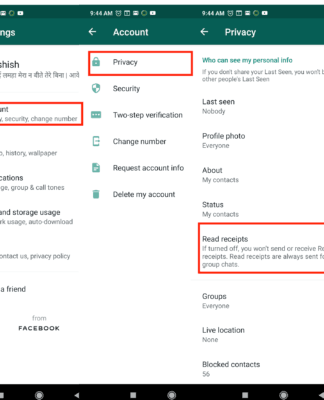 9:44 AM
ngs
shish
unt
y, security, change number
o, history, wallpaper
cations
ge, group & call tones
and storage usage
rk usage, auto-download
ontact us, privacy policy
a friend
from
FACEBOOK
9:44 AM
Account
Privacy
Security
Two-step verification
Change number
Request account info
Delete my account
9:44 AM
Privacy
Who can see my personal info
If you don't share your Last Seen, you won't b
other people's Last Seen
Last seen
Nobody
Profile photo
Everyone
About
My contacts
Status
My contacts
Read receipts
If turned off, you won't send or receive Re
receipts. Read receipts are always sent fo
group chats.
Groups
Everyone
Live location
None
Blocked contacts
56